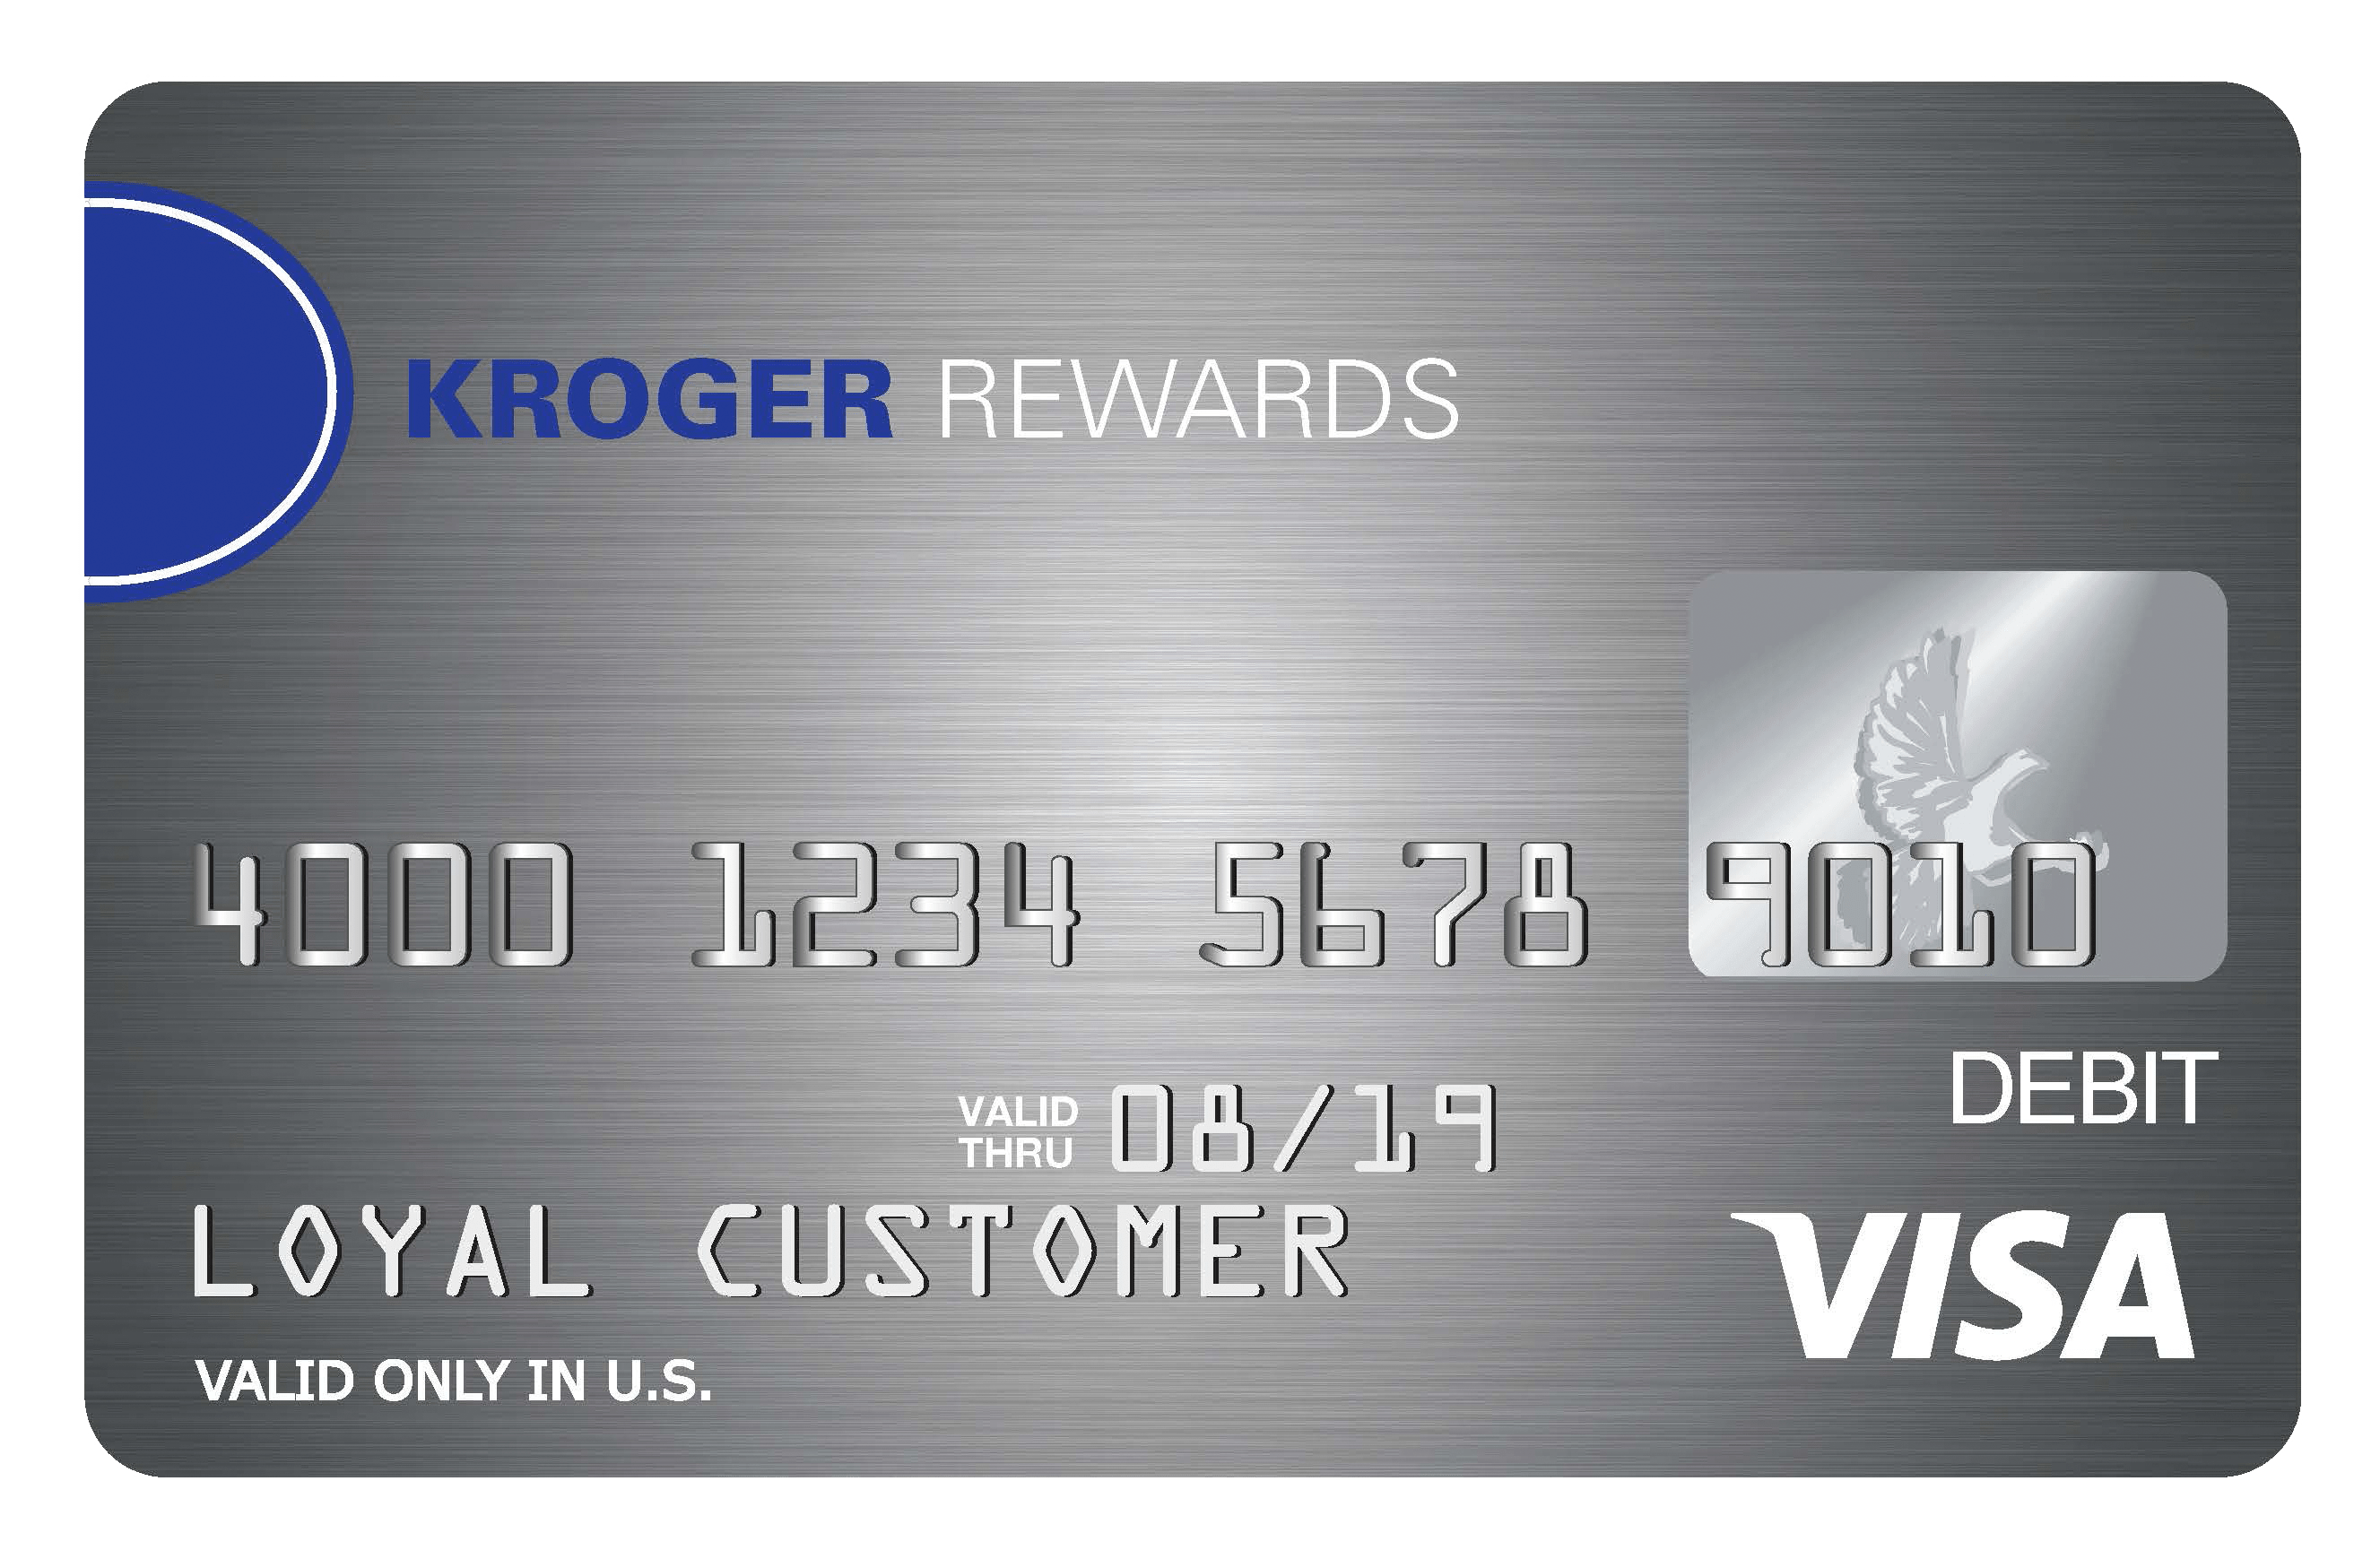 KROGER REWARDS
4000 1234 5678 9010
DEBIT
VALID THRU 08/19
LOYAL CUSTOMER
VISA
VALID ONLY IN U.S.